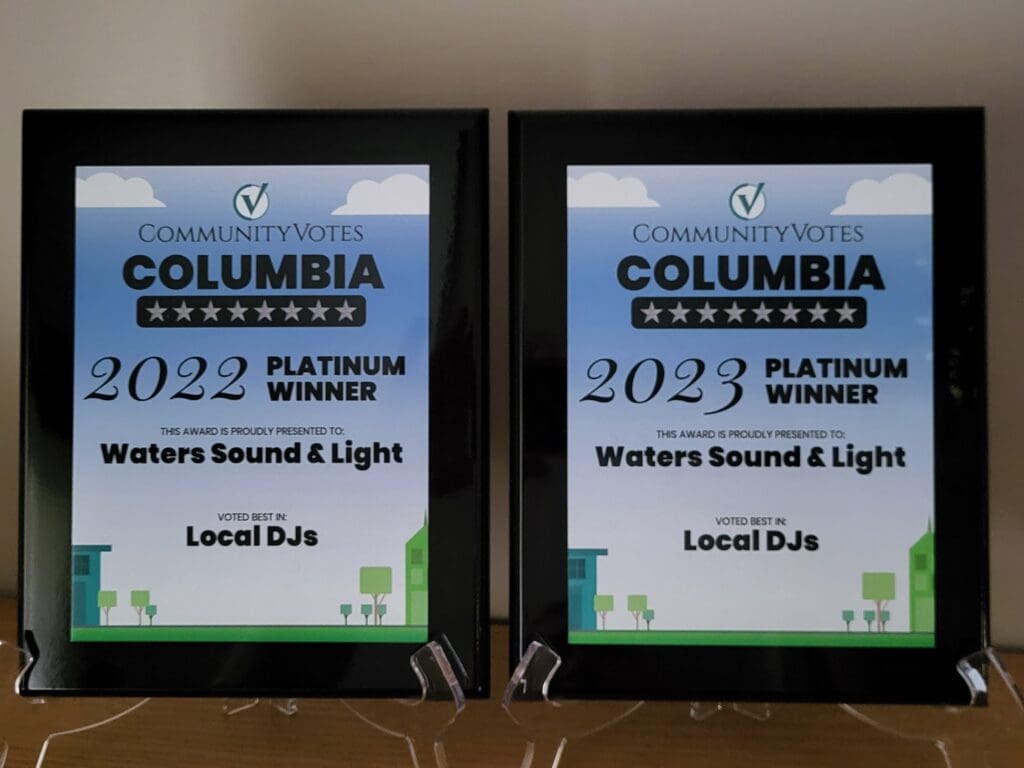 CommunityVotes
COLUMBIA
2022 PLATINUM WINNER
THIS AWARD IS PROUDLY PRESENTED TO:
Waters Sound & Light
VOTED BEST IN:
Local DJs
CommunityVotes
COLUMBIA
2023 PLATINUM WINNER
THIS AWARD IS PROUDLY PRESENTED TO:
Waters Sound & Light
VOTED BEST IN:
Local DJs